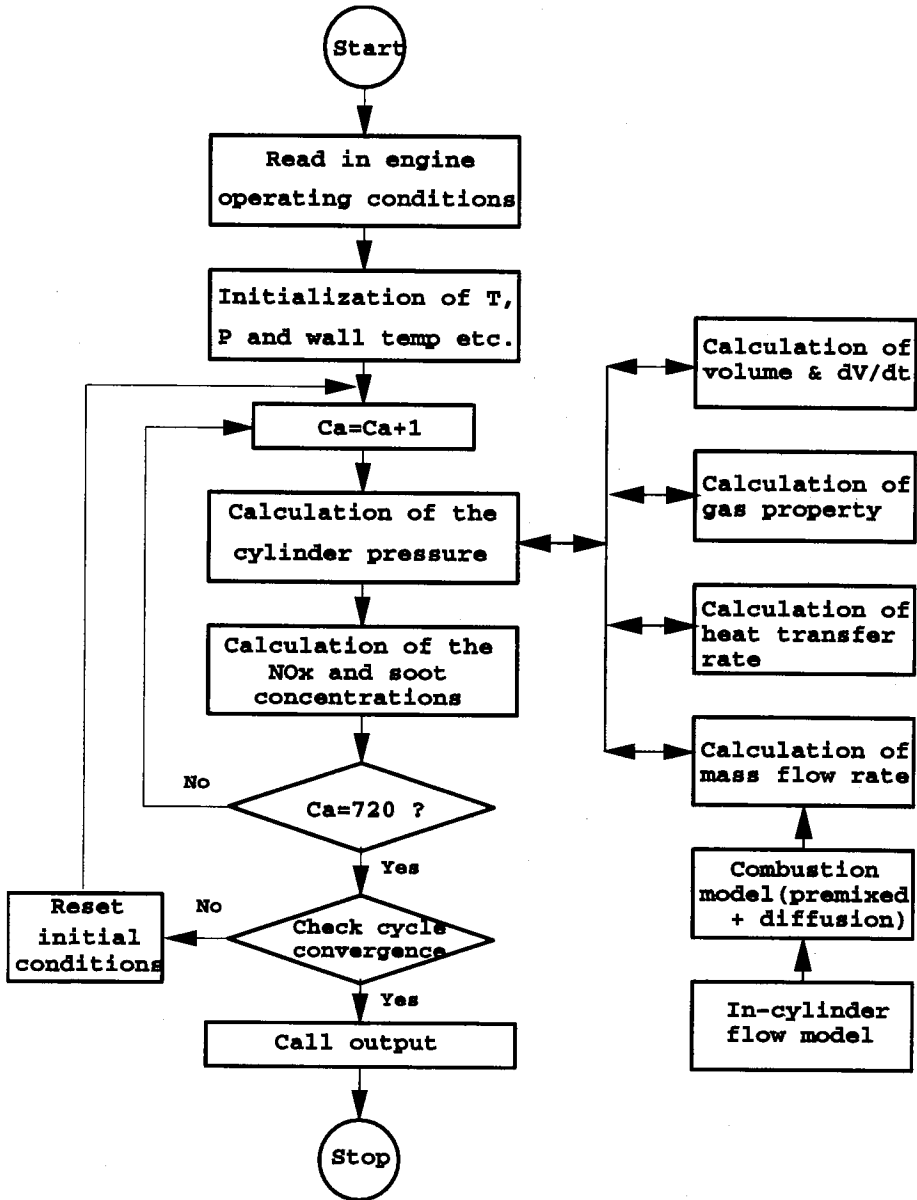 Start
Read in engine
operating conditions
Initialization of T,
P and wall temp etc.
Ca=Ca+1
Calculation of the
cylinder pressure
Calculation of the
NOx and soot
concentrations
No
Ca=720 ?
Yes
Reset
initial
conditions
No
Check cycle
convergence
Yes
Call output
Stop
Calculation of
volume & dV/dt
Calculation of
gas property
Calculation of
heat transfer
rate
Calculation of
mass flow rate
Combustion
model(premixed
+ diffusion)
In-cylinder
flow model